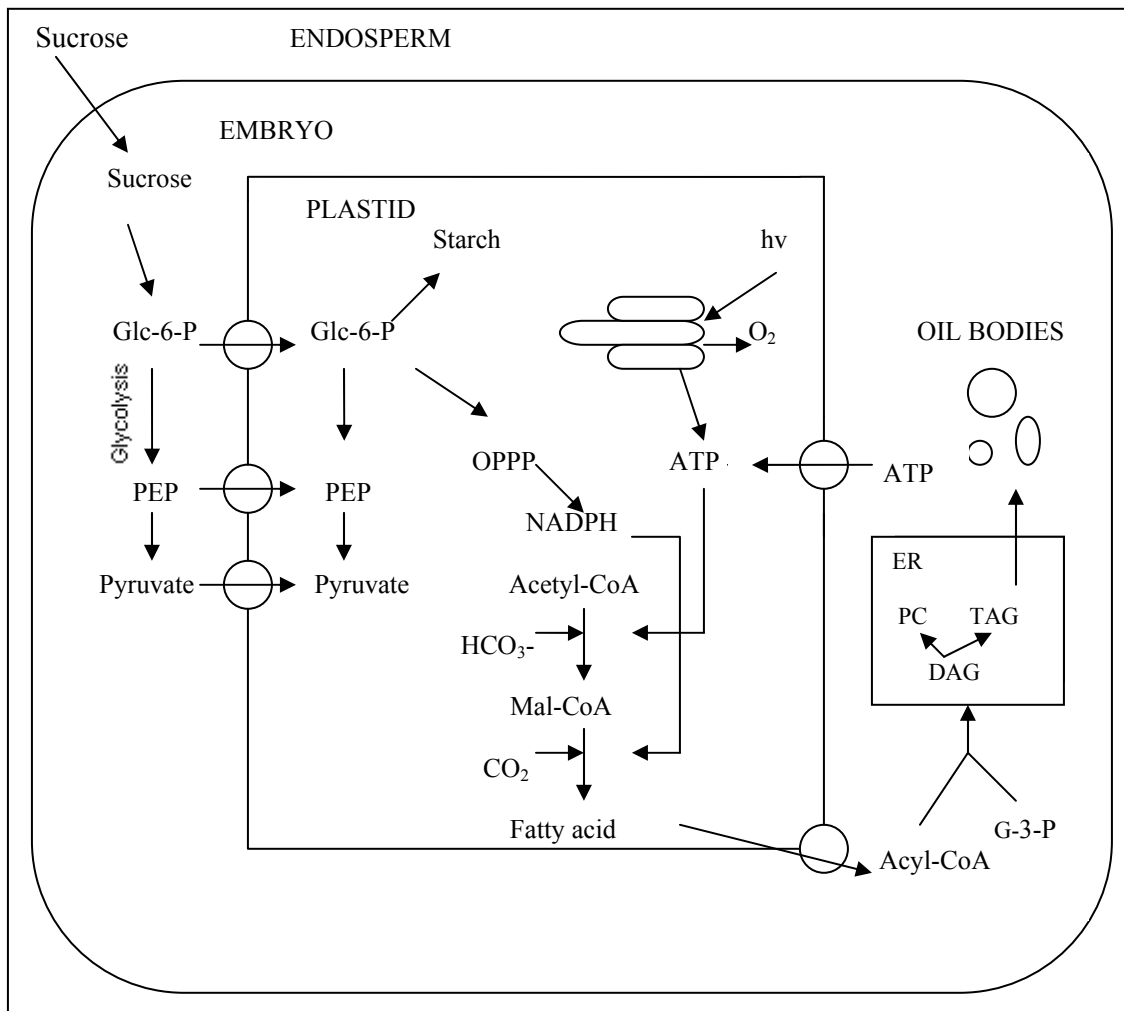 Sucrose
ENDOSPERM
EMBRYO
Sucrose
PLASTID
Starch
hv
Glc-6-P
Glc-6-P
O₂
OIL BODIES
Glycolysis
OPPP
ATP
ATP
PEP
PEP
NADPH
Pyruvate
Pyruvate
Acetyl-CoA
ER
HCO₃-
PC
TAG
DAG
Mal-CoA
CO₂
Fatty acid
G-3-P
Acyl-CoA